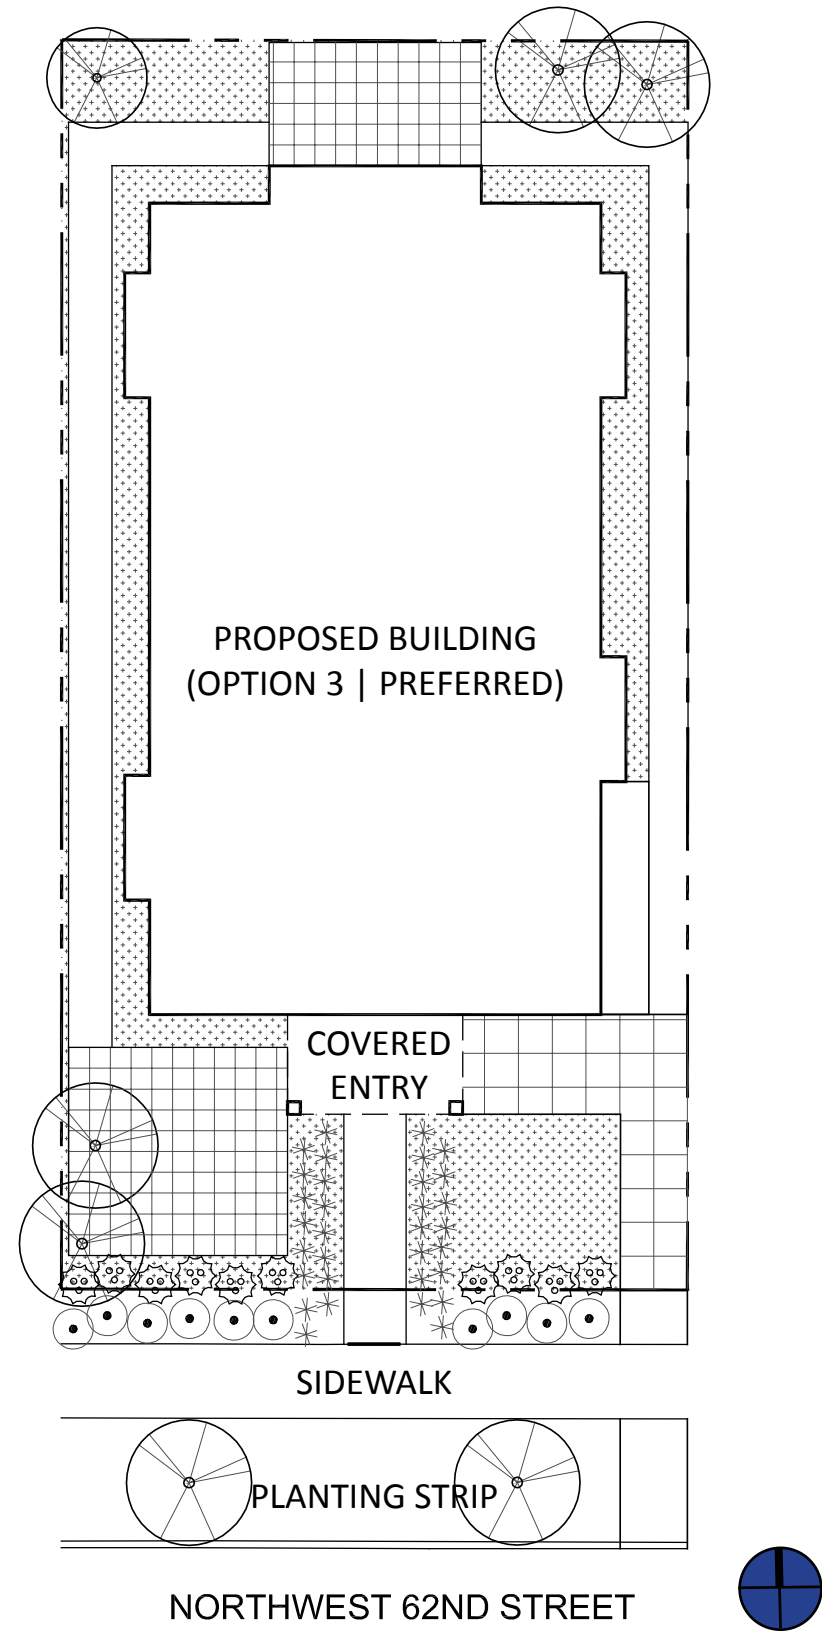 PROPOSED BUILDING
(OPTION 3 | PREFERRED)
COVERED
ENTRY
SIDEWALK
PLANTING STRIP
NORTHWEST 62ND STREET